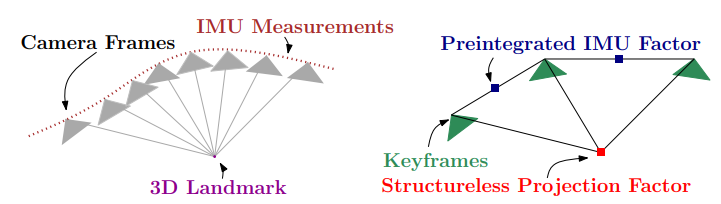 IMU Measurements
Camera Frames
3D Landmark
Preintegrated IMU Factor
Keyframes
Structureless Projection Factor